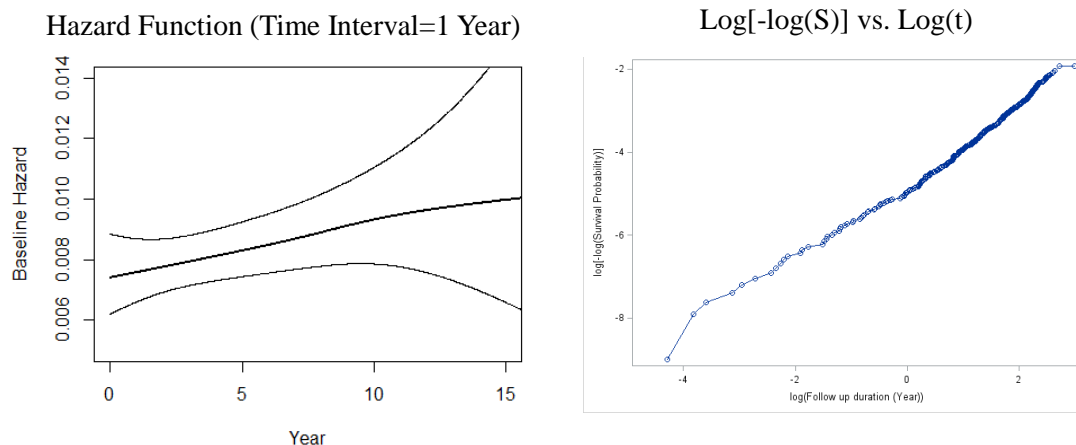 Hazard Function (Time Interval=1 Year)
0.014
0.012
0.010
0.008
0.006
Baseline Hazard
0 5 10 15
Year
Log[-log(S)] vs. Log(t)
-2
-4
-6
-8
log[-log(Survival Probability)]
-4 -2 0 2
log(Follow up duration (Year))